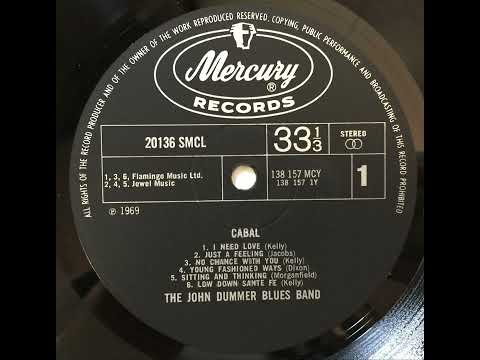 ALL RIGHTS OF THE RECORD PRODUCER AND OF THE OWNER OF THE WORK REPRODUCED RESERVED, COPYING, PUBLIC PERFORMANCE AND BROADCASTING OF THIS RECORD PROHIBITED
Mercury
®
RECORDS
20136 SMCL
33 1/3
STEREO
1, 3, 6, Flamingo Music Ltd.
2, 4, 5, Jewel Music
138 157 MCY
138 157 1Y
1
℗ 1969
CABAL
1. I NEED LOVE (Kelly)
2. JUST A FEELING (Jacobs)
3. NO CHANCE WITH YOU (Kelly)
4. YOUNG FASHIONED WAYS (Dixon)
5. SITTING AND THINKING (Morganfield)
6. LOW DOWN SANTE FE (Kelly)
THE JOHN DUMMER BLUES BAND